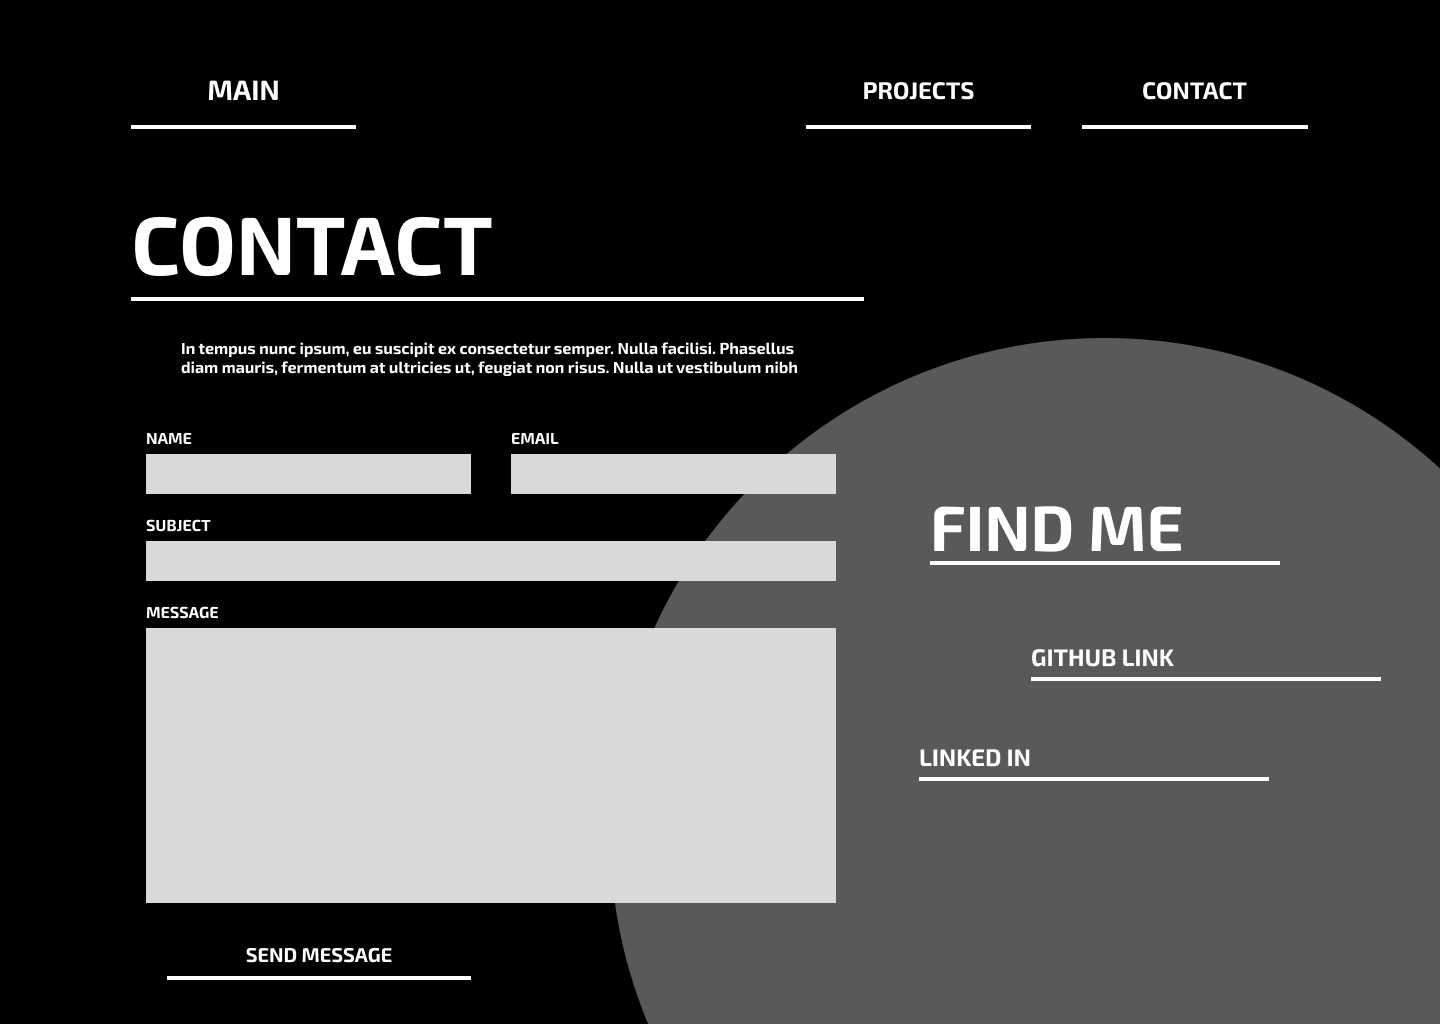 MAIN
PROJECTS
CONTACT
CONTACT
In tempus nunc ipsum, eu suscipit ex consectetur semper. Nulla facilisi. Phasellus
diam mauris, fermentum at ultricies ut, feugiat non risus. Nulla ut vestibulum nibh
NAME
EMAIL
SUBJECT
MESSAGE
SEND MESSAGE
FIND ME
GITHUB LINK
LINKED IN